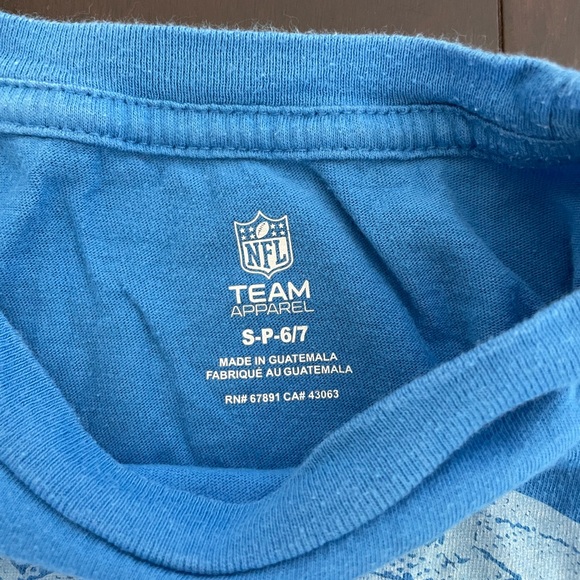 NFL
TEAM
APPAREL
S-P-6/7
MADE IN GUATEMALA
FABRIQUÉ AU GUATEMALA
RN# 67891 CA# 43063